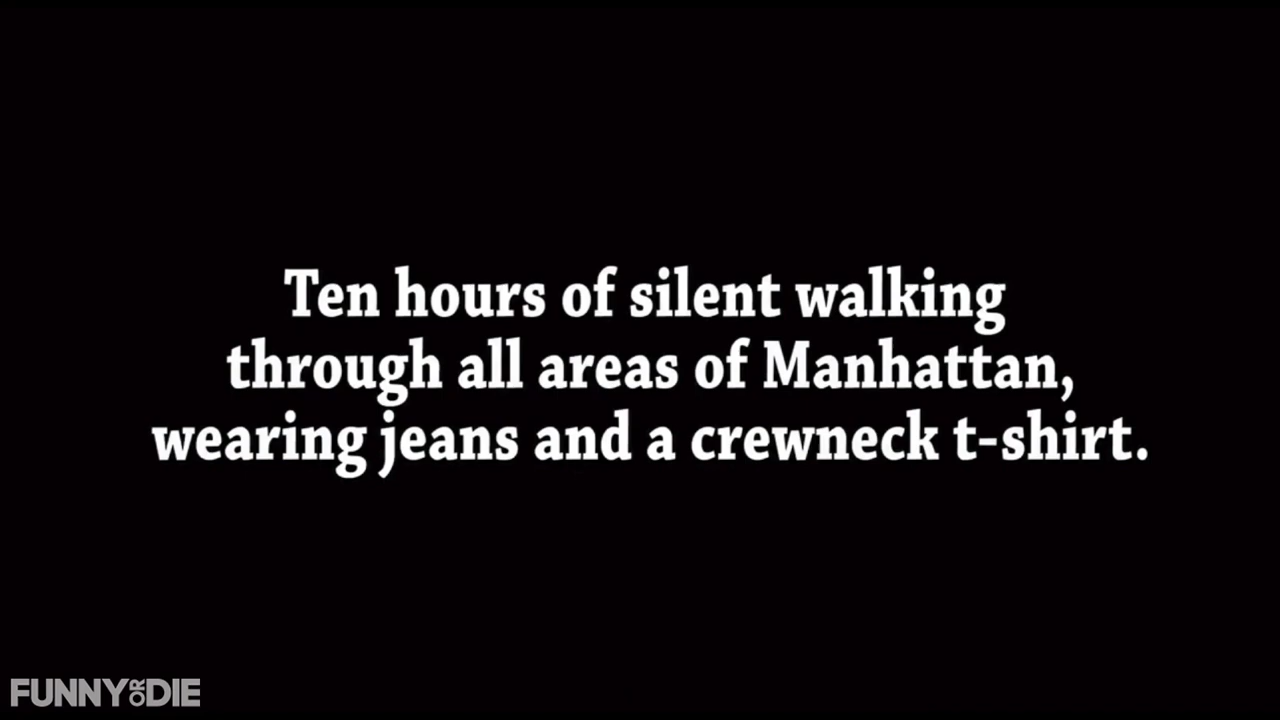 Ten hours of silent walking
through all areas of Manhattan,
wearing jeans and a crewneck t-shirt.
FUNNY OR DIE